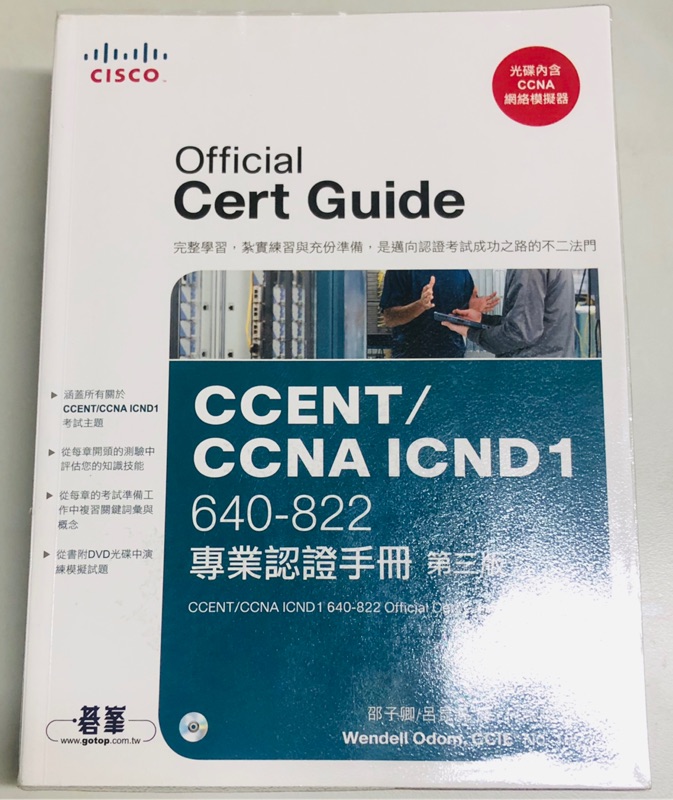 CISCO
光碟內含
CCNA
網絡模擬器
Official
Cert Guide
完整學習，紮實練習與充份準備，是邁向認證考試成功之路的不二法門
▶ 涵蓋所有關於
CCENT/CCNA ICND1
考試主題
▶ 從每章開頭的測驗中
評估您的知識技能
▶ 從每章的考試準備工
作中複習關鍵詞彙與
概念
▶ 從書附DVD光碟中演
練模擬試題
CCENT/
CCNA ICND1
640-822
專業認證手冊 第三版
CCENT/CCNA ICND1 640-822 Official
邵子卿/呂
Wendell Odom, CCIE
碁峯
www.gotop.com.tw